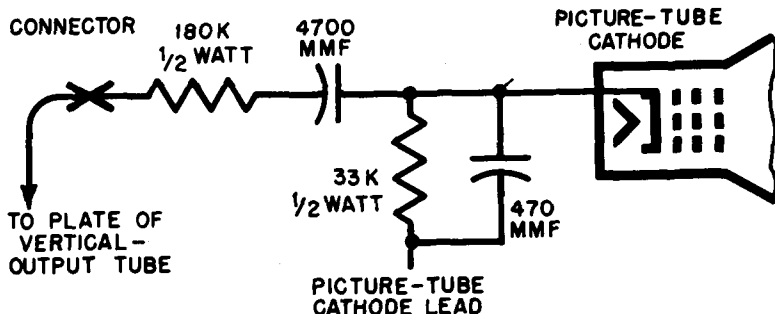 CONNECTOR
180K
1/2 WATT
4700
MMF
PICTURE-TUBE
CATHODE
33K
1/2 WATT
470
MMF
TO PLATE OF
VERTICAL-
OUTPUT TUBE
PICTURE-TUBE
CATHODE LEAD